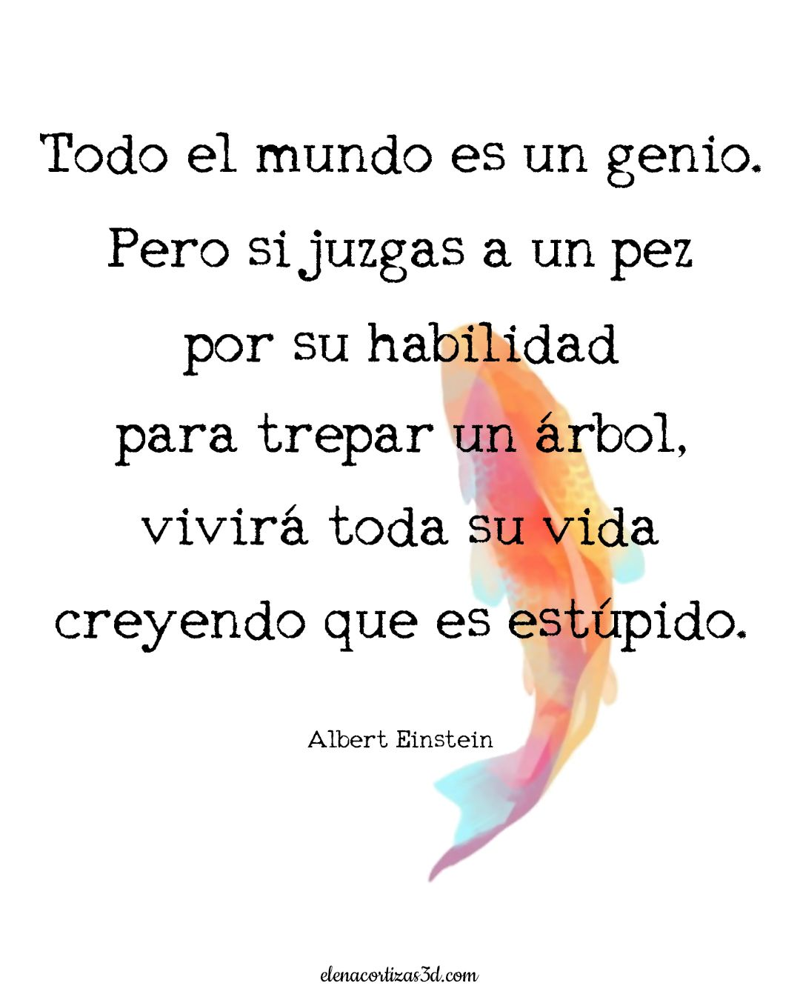 Todo el mundo es un genio.
Pero si juzgas a un pez
por su habilidad
para trepar un árbol,
vivirá toda su vida
creyendo que es estúpido.
Albert Einstein
elenacortizas3d.com